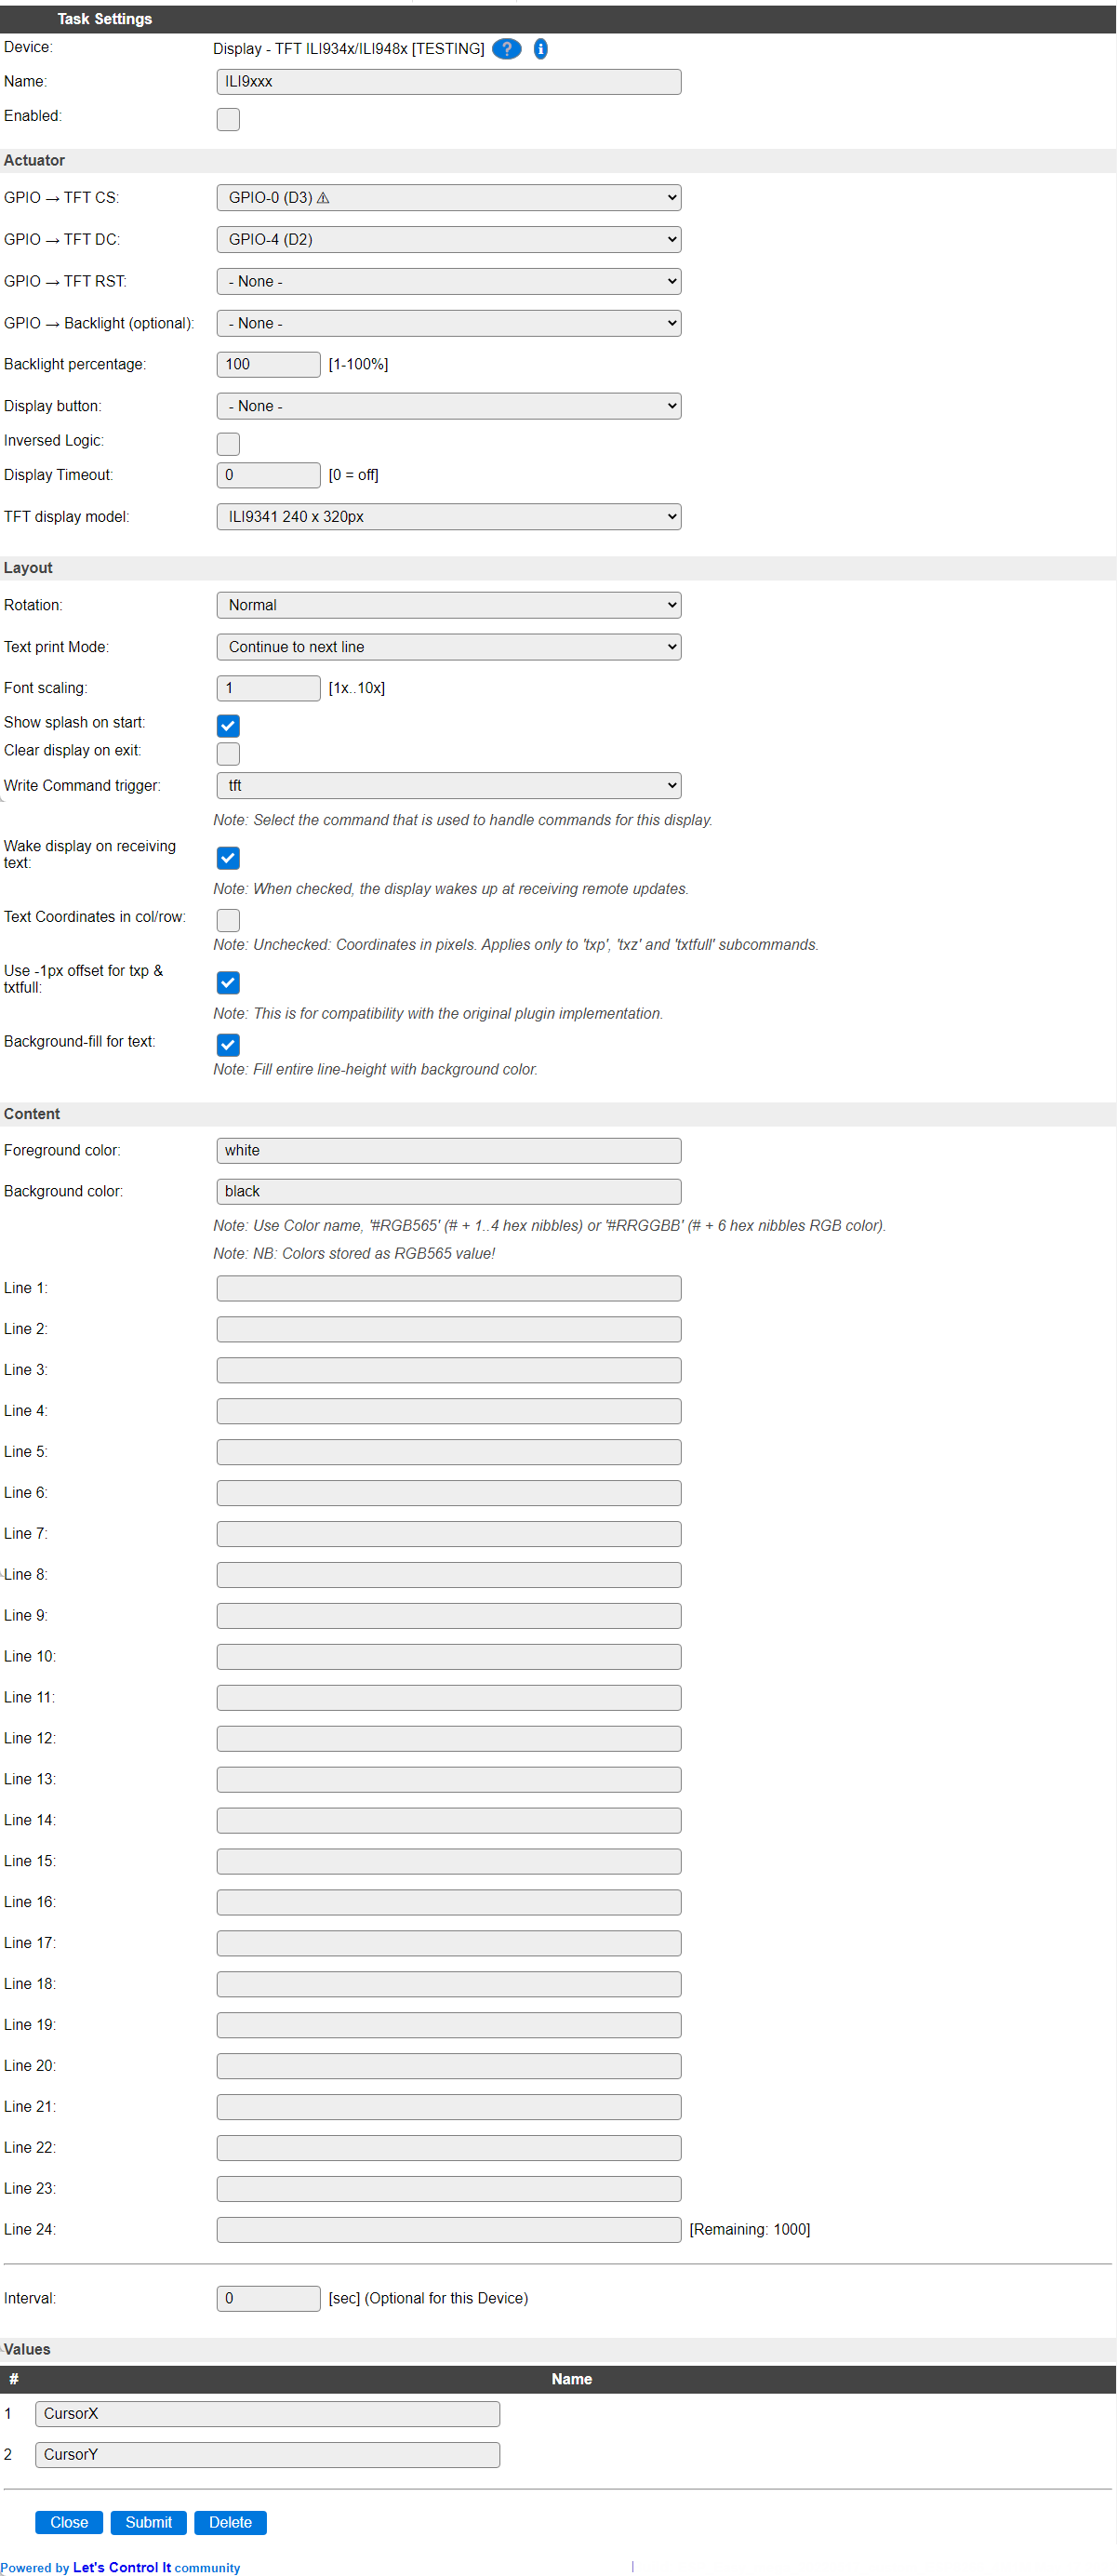 Task Settings
Device: Display - TFT ILI934x/ILI948x [TESTING] ? i
Name: ILI9xxx
Enabled:
Actuator
GPIO → TFT CS: GPIO-0 (D3) ⚠
GPIO → TFT DC: GPIO-4 (D2)
GPIO → TFT RST: - None -
GPIO → Backlight (optional): - None -
Backlight percentage: 100 [1-100%]
Display button: - None -
Inversed Logic:
Display Timeout: 0 [0 = off]
TFT display model: ILI9341 240 x 320px
Layout
Rotation: Normal
Text print Mode: Continue to next line
Font scaling: 1 [1x..10x]
Show splash on start:
Clear display on exit:
Write Command trigger: tft
Note: Select the command that is used to handle commands for this display.
Wake display on receiving
text:
Note: When checked, the display wakes up at receiving remote updates.
Text Coordinates in col/row:
Note: Unchecked: Coordinates in pixels. Applies only to 'txp', 'txz' and 'txtfull' subcommands.
Use -1px offset for txp &
txtfull:
Note: This is for compatibility with the original plugin implementation.
Background-fill for text:
Note: Fill entire line-height with background color.
Content
Foreground color: white
Background color: black
Note: Use Color name, '#RGB565' (# + 1..4 hex nibbles) or '#RRGGBB' (# + 6 hex nibbles RGB color).
Note: NB: Colors stored as RGB565 value!
Line 1:
Line 2:
Line 3:
Line 4:
Line 5:
Line 6:
Line 7:
Line 8:
Line 9:
Line 10:
Line 11:
Line 12:
Line 13:
Line 14:
Line 15:
Line 16:
Line 17:
Line 18:
Line 19:
Line 20:
Line 21:
Line 22:
Line 23:
Line 24: [Remaining: 1000]
Interval: 0 [sec] (Optional for this Device)
Values
# Name
1 CursorX
2 CursorY
Close Submit Delete
Powered by Let's Control It community